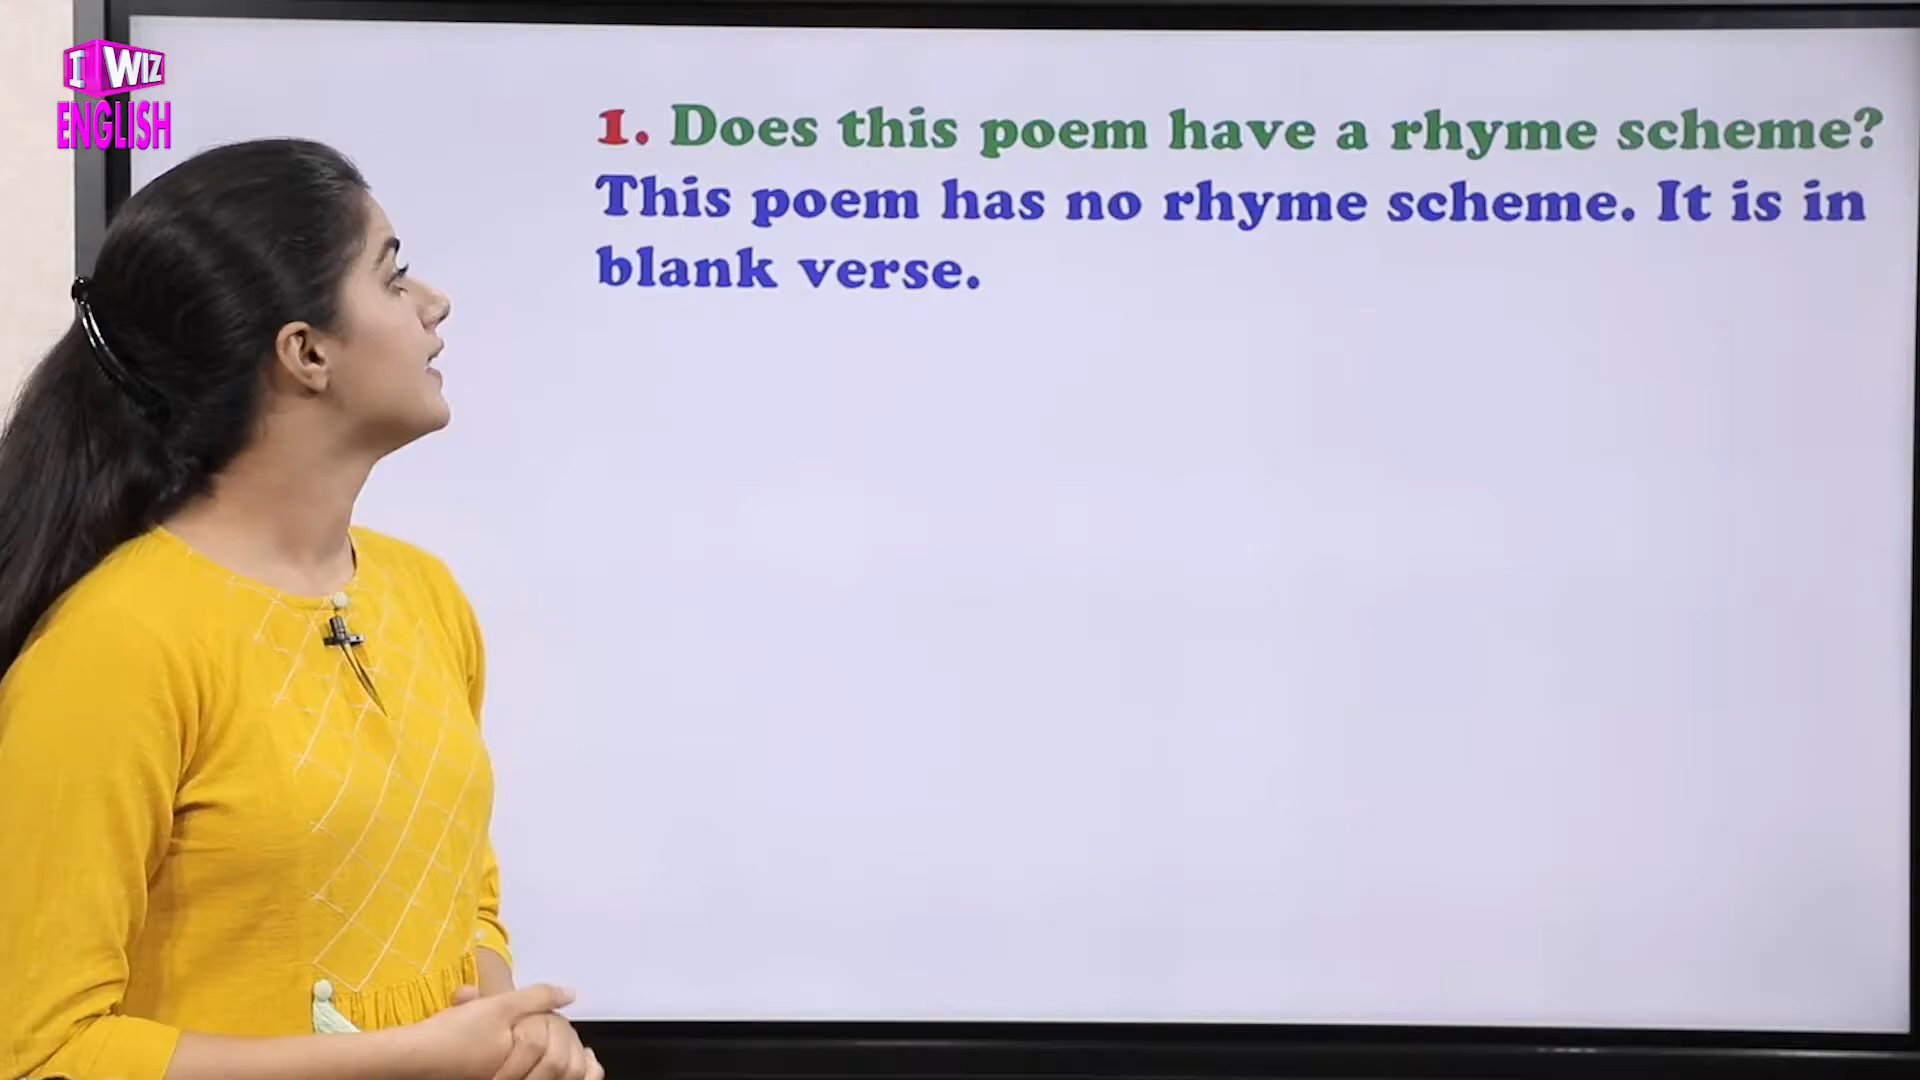 I WIZ
ENGLISH
1. Does this poem have a rhyme scheme?
This poem has no rhyme scheme. It is in
blank verse.